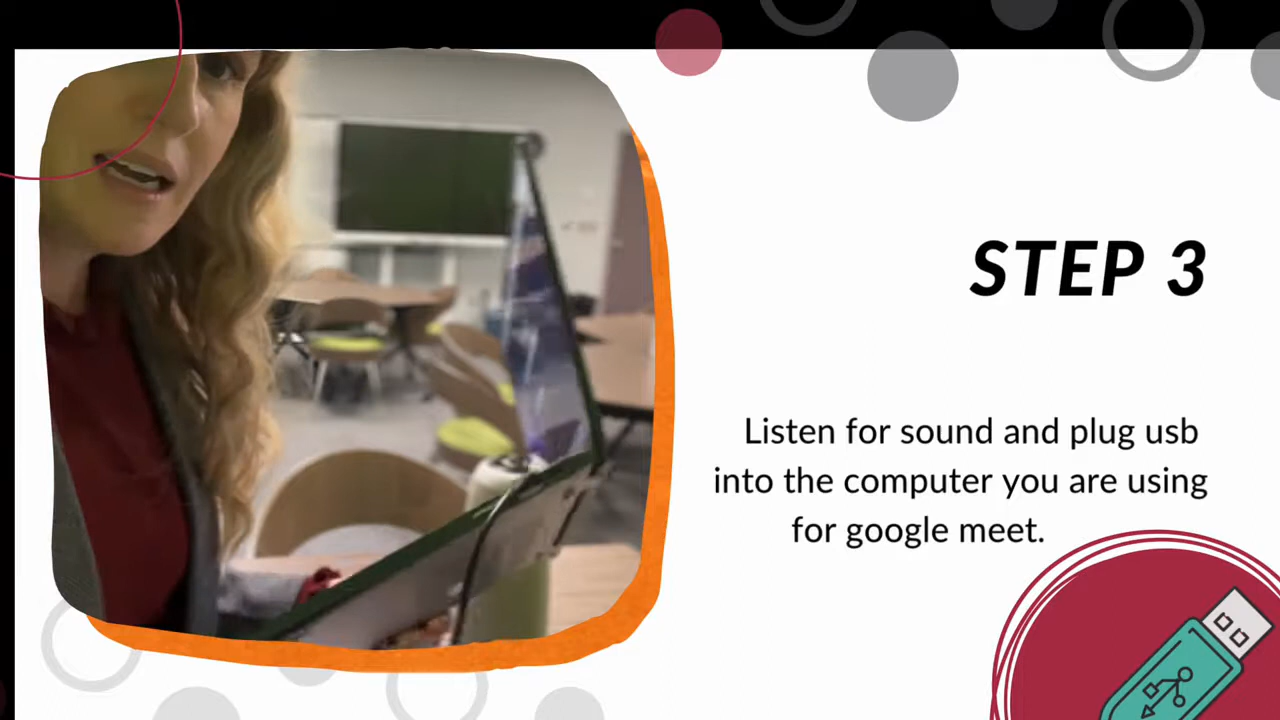 STEP 3
Listen for sound and plug usb
into the computer you are using
for google meet.